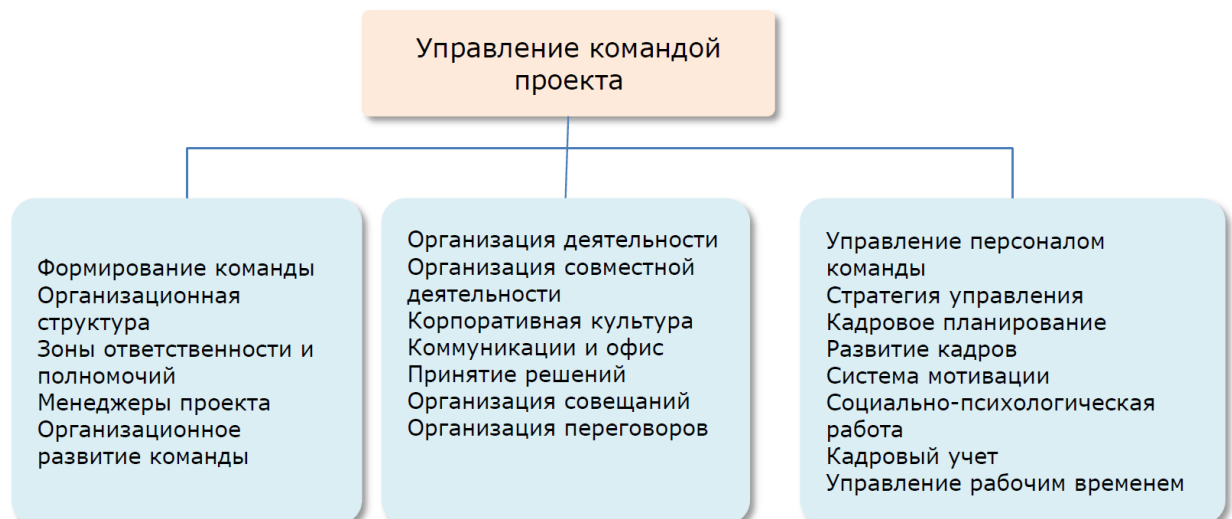 Управление командой
проекта
Формирование команды
Организационная
структура
Зоны ответственности и
полномочий
Менеджеры проекта
Организационное
развитие команды
Организация деятельности
Организация совместной
деятельности
Корпоративная культура
Коммуникации и офис
Принятие решений
Организация совещаний
Организация переговоров
Управление персоналом
команды
Стратегия управления
Кадровое планирование
Развитие кадров
Система мотивации
Социально-психологическая
работа
Кадровый учет
Управление рабочим временем